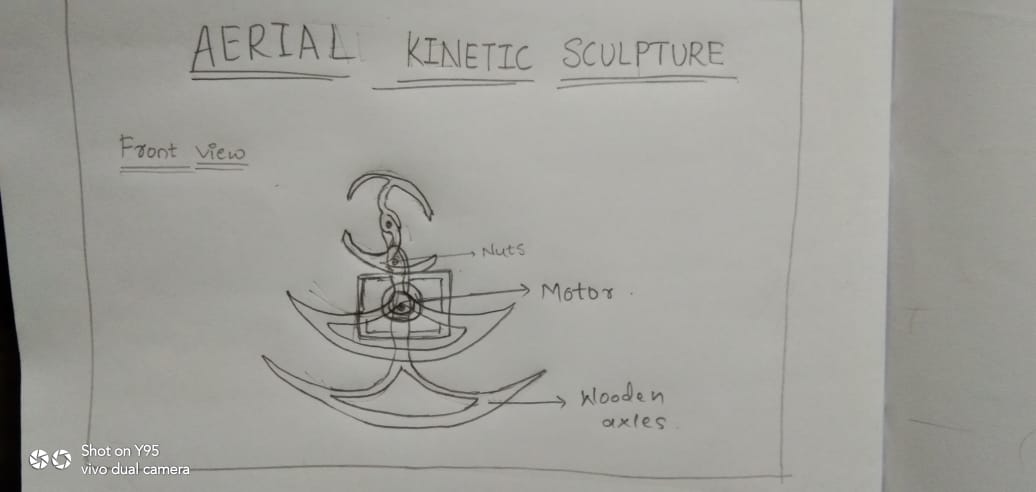 AERIAL KINETIC SCULPTURE
Front view
Nuts
Motor.
Wooden
axles.
Shot on Y95
vivo dual camera